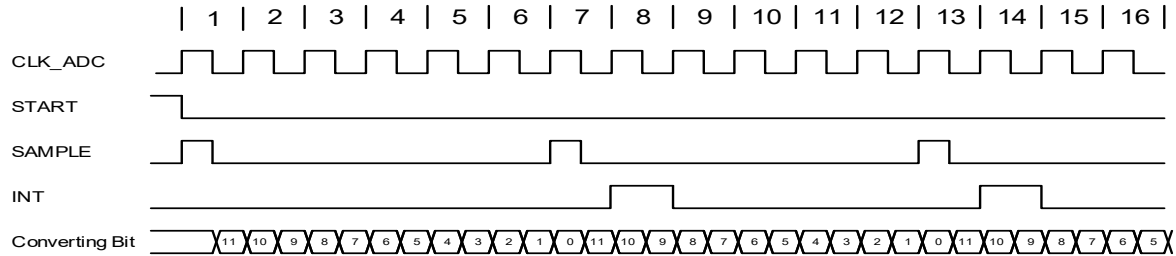 1 2 3 4 5 6 7 8 9 10 11 12 13 14 15 16
CLK_ADC
START
SAMPLE
INT
Converting Bit 11 10 9 8 7 6 5 4 3 2 1 0 11 10 9 8 7 6 5 4 3 2 1 0 11 10 9 8 7 6 5